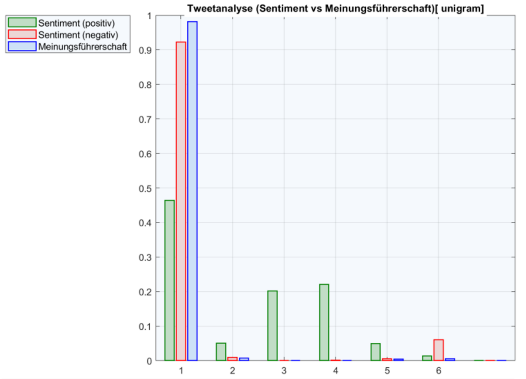 Tweetanalyse (Sentiment vs Meinungsführerschaft)[ unigram]
Sentiment (positiv)
Sentiment (negativ)
Meinungsführerschaft
1
0.9
0.8
0.7
0.6
0.5
0.4
0.3
0.2
0.1
0
1 2 3 4 5 6